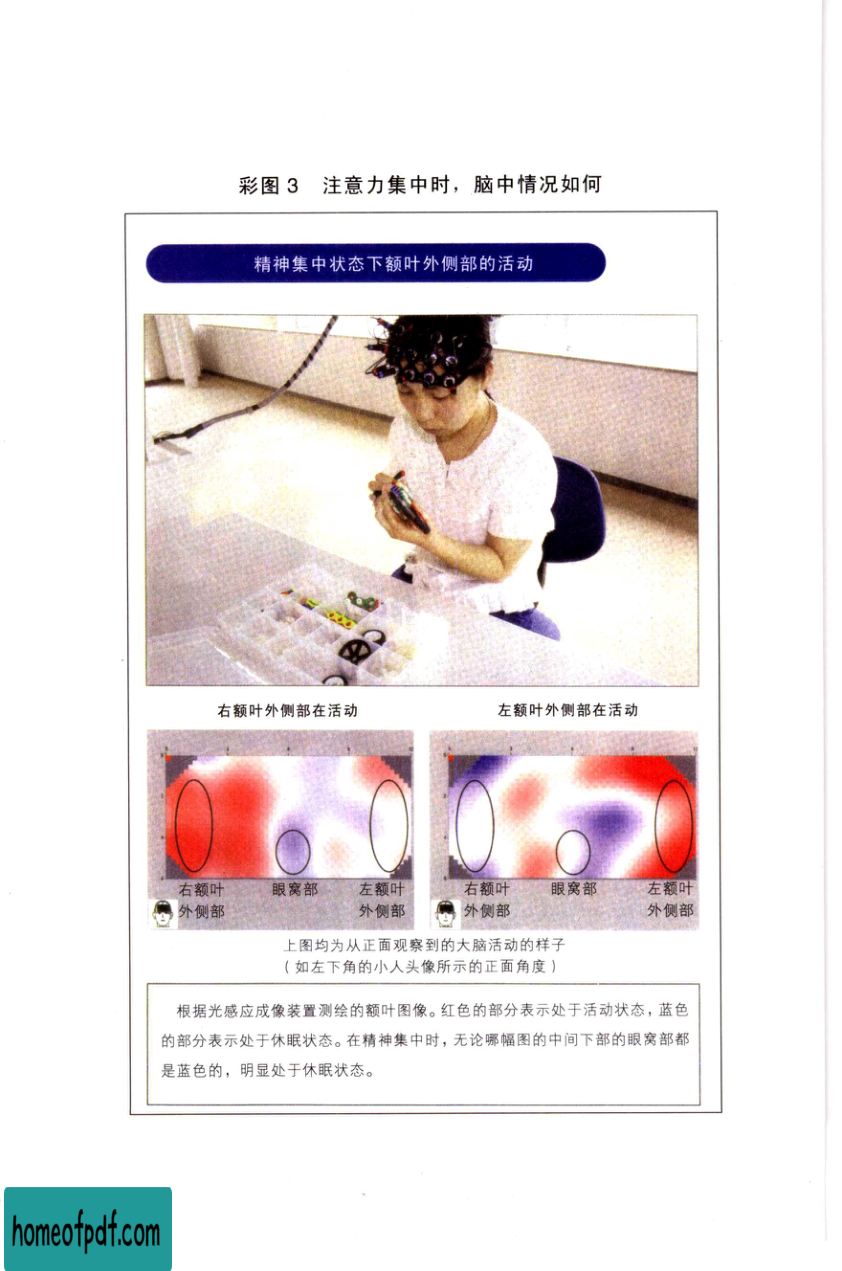 彩图 3 注意力集中时，脑中情况如何
精神集中状态下额叶外侧部的活动
右额叶外侧部在活动
左额叶外侧部在活动
右额叶 眼窝部 左额叶
外侧部 外侧部
右额叶 眼窝部 左额叶
外侧部 外侧部
上图均为从正面观察到的大脑活动的样子
（如左下角的小人头像所示的正面角度）
根据光感应成像装置测绘的额叶图像。红色的部分表示处于活动状态，蓝色
的部分表示处于休眠状态。在精神集中时，无论哪幅图的中间下部的眼窝部都
是蓝色的，明显处于休眠状态。
homeofpdf.com